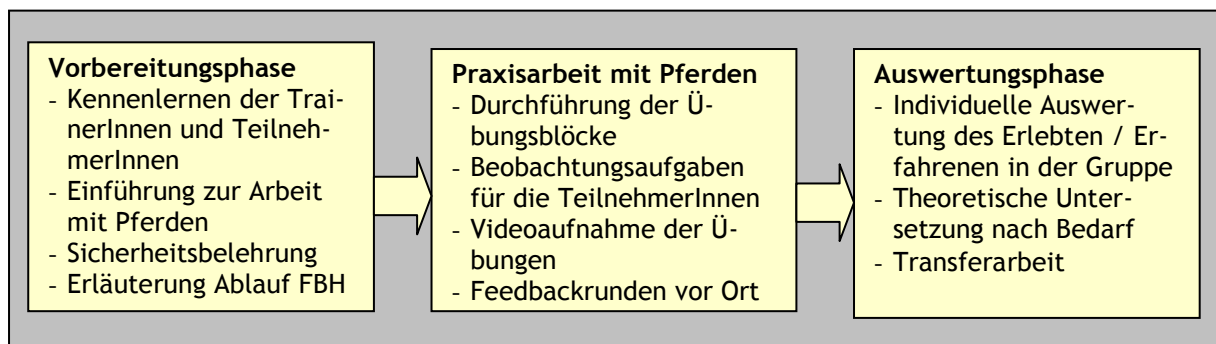 Vorbereitungsphase
- Kennenlernen der Trai-
nerInnen und Teilneh-
merInnen
- Einführung zur Arbeit
mit Pferden
- Sicherheitsbelehrung
- Erläuterung Ablauf FBH
Praxisarbeit mit Pferden
- Durchführung der Ü-
bungsblöcke
- Beobachtungsaufgaben
für die TeilnehmerInnen
- Videoaufnahme der Ü-
bungen
- Feedbackrunden vor Ort
Auswertungsphase
- Individuelle Auswer-
tung des Erlebten / Er-
fahrenen in der Gruppe
- Theoretische Unter-
setzung nach Bedarf
- Transferarbeit